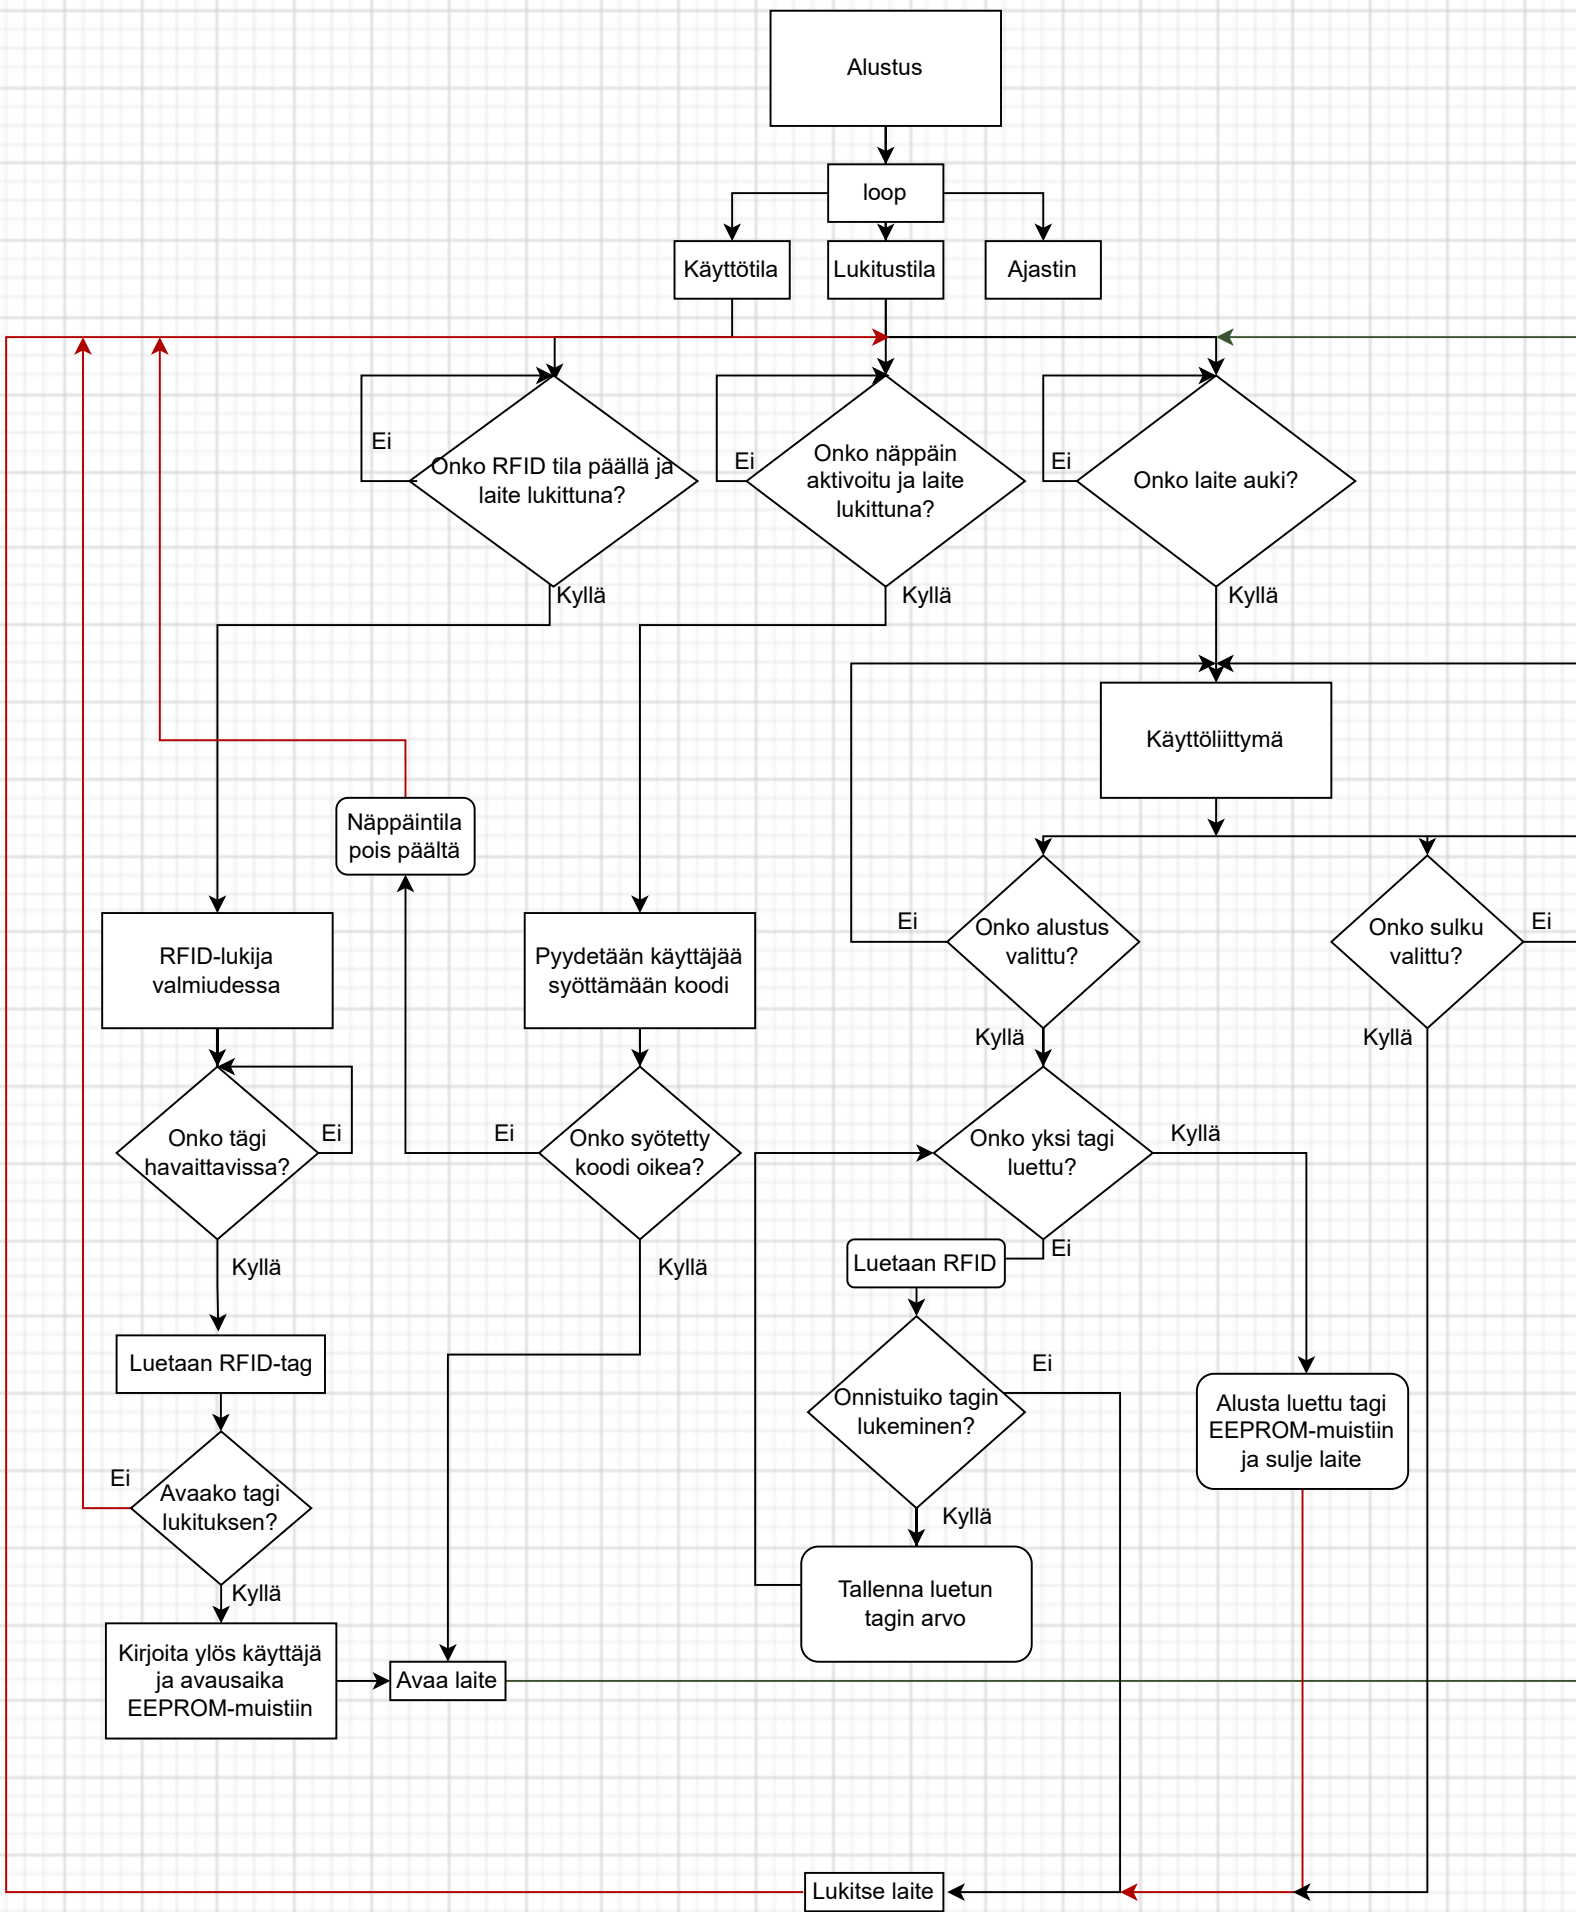 Alustus
loop
Käyttötila
Lukitustila
Ajastin
Ei
Onko RFID tila päällä ja
laite lukittuna?
Kyllä
Ei
Onko näppäin
aktivoitu ja laite
lukittuna?
Kyllä
Ei
Onko laite auki?
Kyllä
Käyttöliittymä
Näppäintila
pois päältä
RFID-lukija
valmiudessa
Pyydetään käyttäjää
syöttämään koodi
Ei
Onko alustus
valittu?
Kyllä
Onko sulku
valittu?
Ei
Kyllä
Onko tägi
havaittavissa?
Ei
Kyllä
Ei
Onko syötetty
koodi oikea?
Kyllä
Onko yksi tagi
luettu?
Kyllä
Ei
Luetaan RFID
Luetaan RFID-tag
Onnistuiko tagin
lukeminen?
Ei
Kyllä
Alusta luettu tagi
EEPROM-muistiin
ja sulje laite
Ei
Avaako tagi
lukituksen?
Kyllä
Tallenna luetun
tagin arvo
Kirjoita ylös käyttäjä
ja avausaika
EEPROM-muistiin
Avaa laite
Lukitse laite